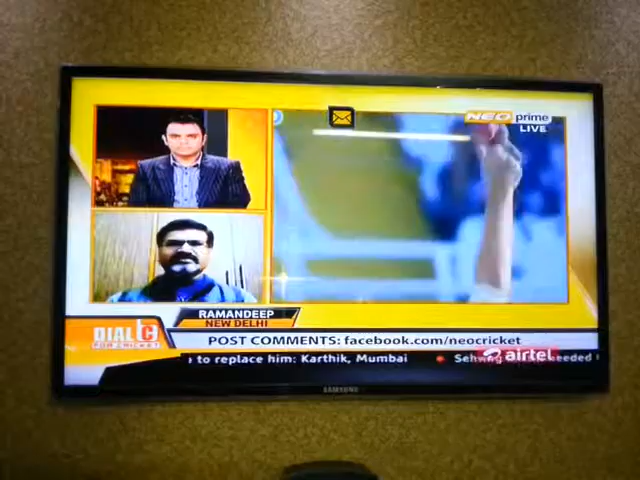 NEO prime
LIVE
RAMANDEEP
NEW DELHI
DIAL C
FOR CRICKET
POST COMMENTS: facebook.com/neocricket
to replace him: Karthik, Mumbai
airtel
needed
SAMSUNG